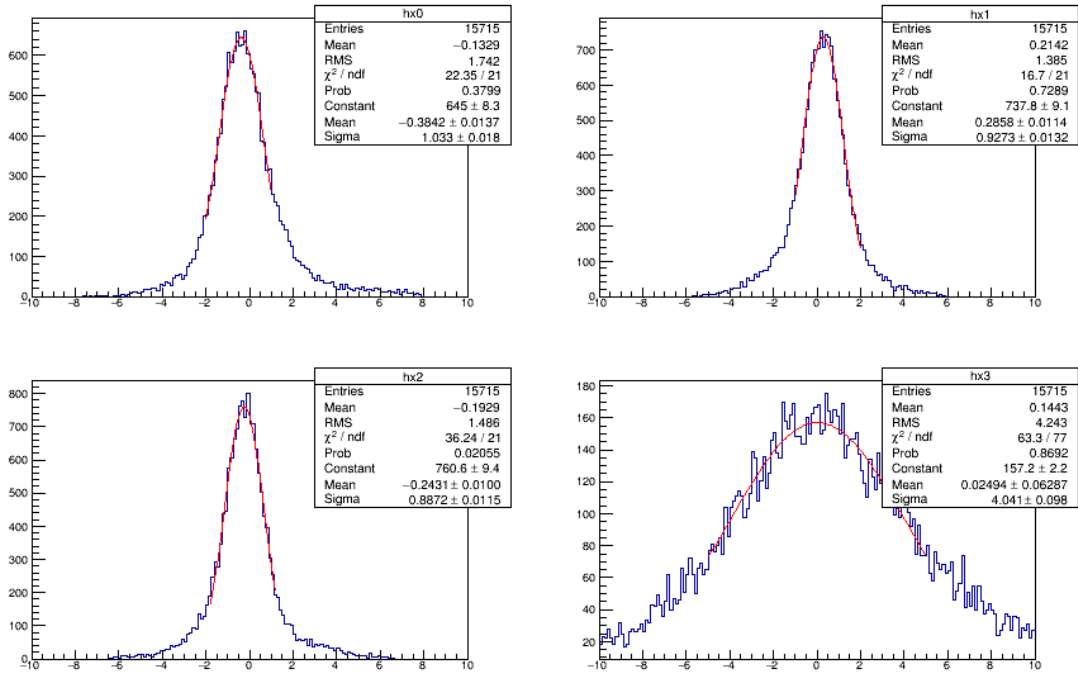 hx0
Entries 15715
Mean −0.1329
RMS 1.742
χ² / ndf 22.35 / 21
Prob 0.3799
Constant 645 ± 8.3
Mean −0.3842 ± 0.0137
Sigma 1.033 ± 0.018
600
500
400
300
200
100
0
−10 −8 −6 −4 −2 0 2 4 6 8 10
hx1
Entries 15715
Mean 0.2142
RMS 1.385
χ² / ndf 16.7 / 21
Prob 0.7289
Constant 737.8 ± 9.1
Mean 0.2858 ± 0.0114
Sigma 0.9273 ± 0.0132
700
600
500
400
300
200
100
0
−10 −8 −6 −4 −2 0 2 4 6 8 10
hx2
Entries 15715
Mean −0.1929
RMS 1.486
χ² / ndf 36.24 / 21
Prob 0.02055
Constant 760.6 ± 9.4
Mean −0.2431 ± 0.0100
Sigma 0.8872 ± 0.0115
800
700
600
500
400
300
200
100
0
−10 −8 −6 −4 −2 0 2 4 6 8 10
hx3
Entries 15715
Mean 0.1443
RMS 4.243
χ² / ndf 63.3 / 77
Prob 0.8692
Constant 157.2 ± 2.2
Mean 0.02494 ± 0.06287
Sigma 4.041 ± 0.098
180
160
140
120
100
80
60
40
20
−10 −8 −6 −4 −2 0 2 4 6 8 10